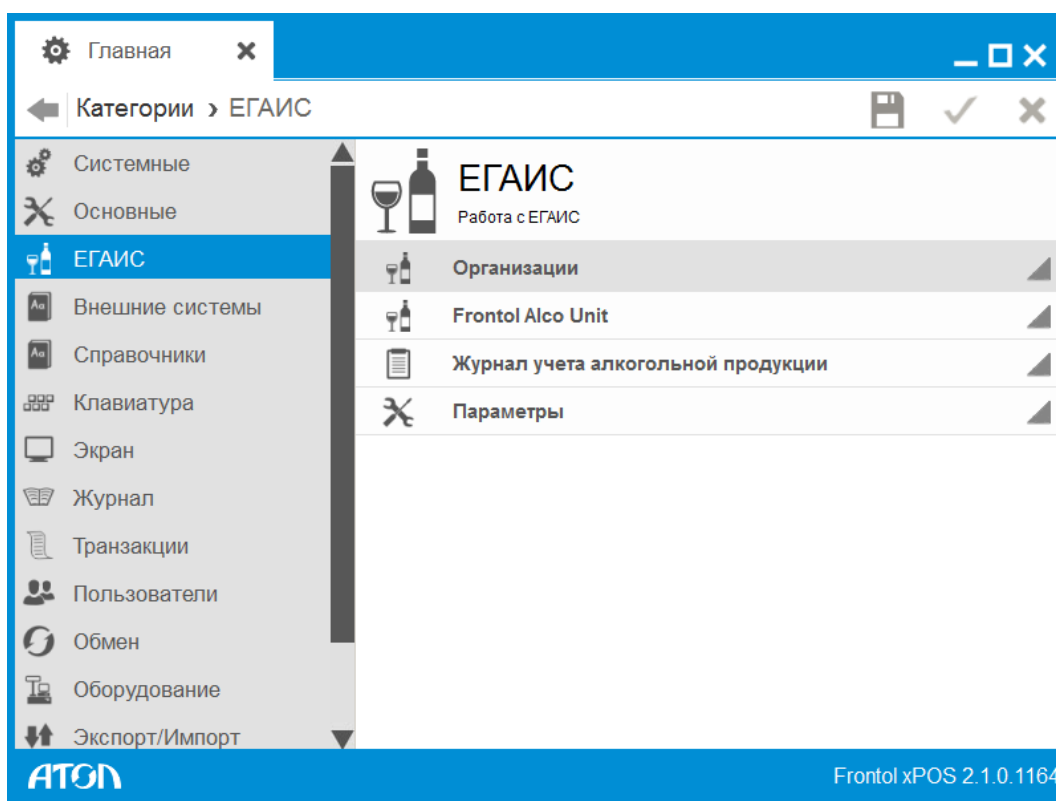 Главная
Категории › ЕГАИС
Системные
Основные
ЕГАИС
Внешние системы
Справочники
Клавиатура
Экран
Журнал
Транзакции
Пользователи
Обмен
Оборудование
Экспорт/Импорт
ЕГАИС
Работа с ЕГАИС
Организации
Frontol Alco Unit
Журнал учета алкогольной продукции
Параметры
АТОЛ
Frontol xPOS 2.1.0.1164